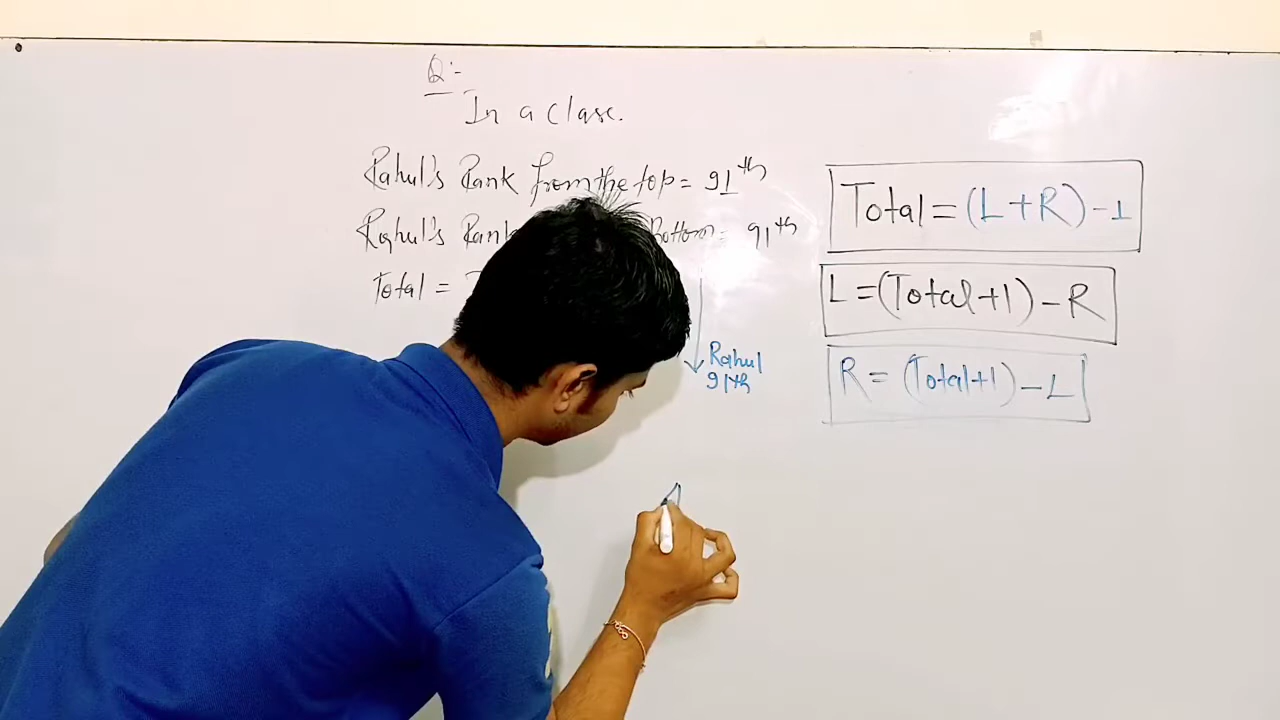 Q:-
In a Clase.
Rahul's Rank from the top = 91th
Rahul's Rank Bottom = 91th
Total =
Rahul
91th
Total = (L+R)-1
L = (Total+1) - R
R = (Total+1) - L